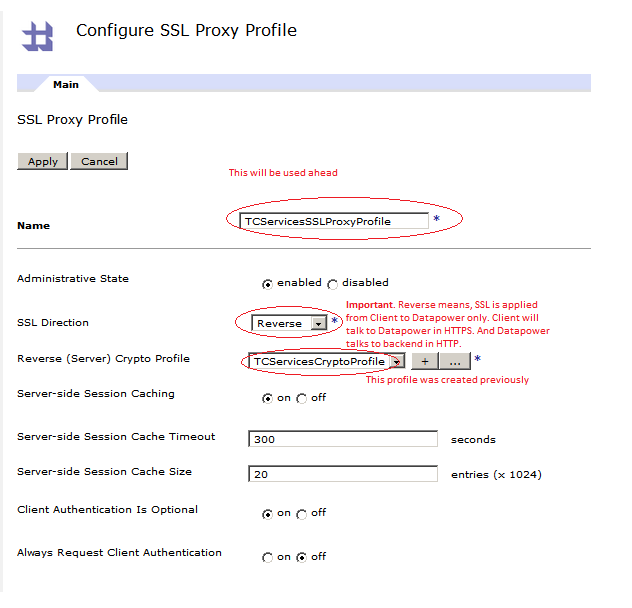 Configure SSL Proxy Profile
Main
SSL Proxy Profile
Apply Cancel
This will be used ahead
Name TCServicesSSLProxyProfile *
Administrative State enabled disabled
SSL Direction Reverse *
Important. Reverse means, SSL is applied
from Client to Datapower only. Client will
talk to Datapower in HTTPS. And Datapower
talks to backend in HTTP.
Reverse (Server) Crypto Profile TCServicesCryptoProfile + ... *
This profile was created previously
Server-side Session Caching on off
Server-side Session Cache Timeout 300 seconds
Server-side Session Cache Size 20 entries (x 1024)
Client Authentication Is Optional on off
Always Request Client Authentication on off